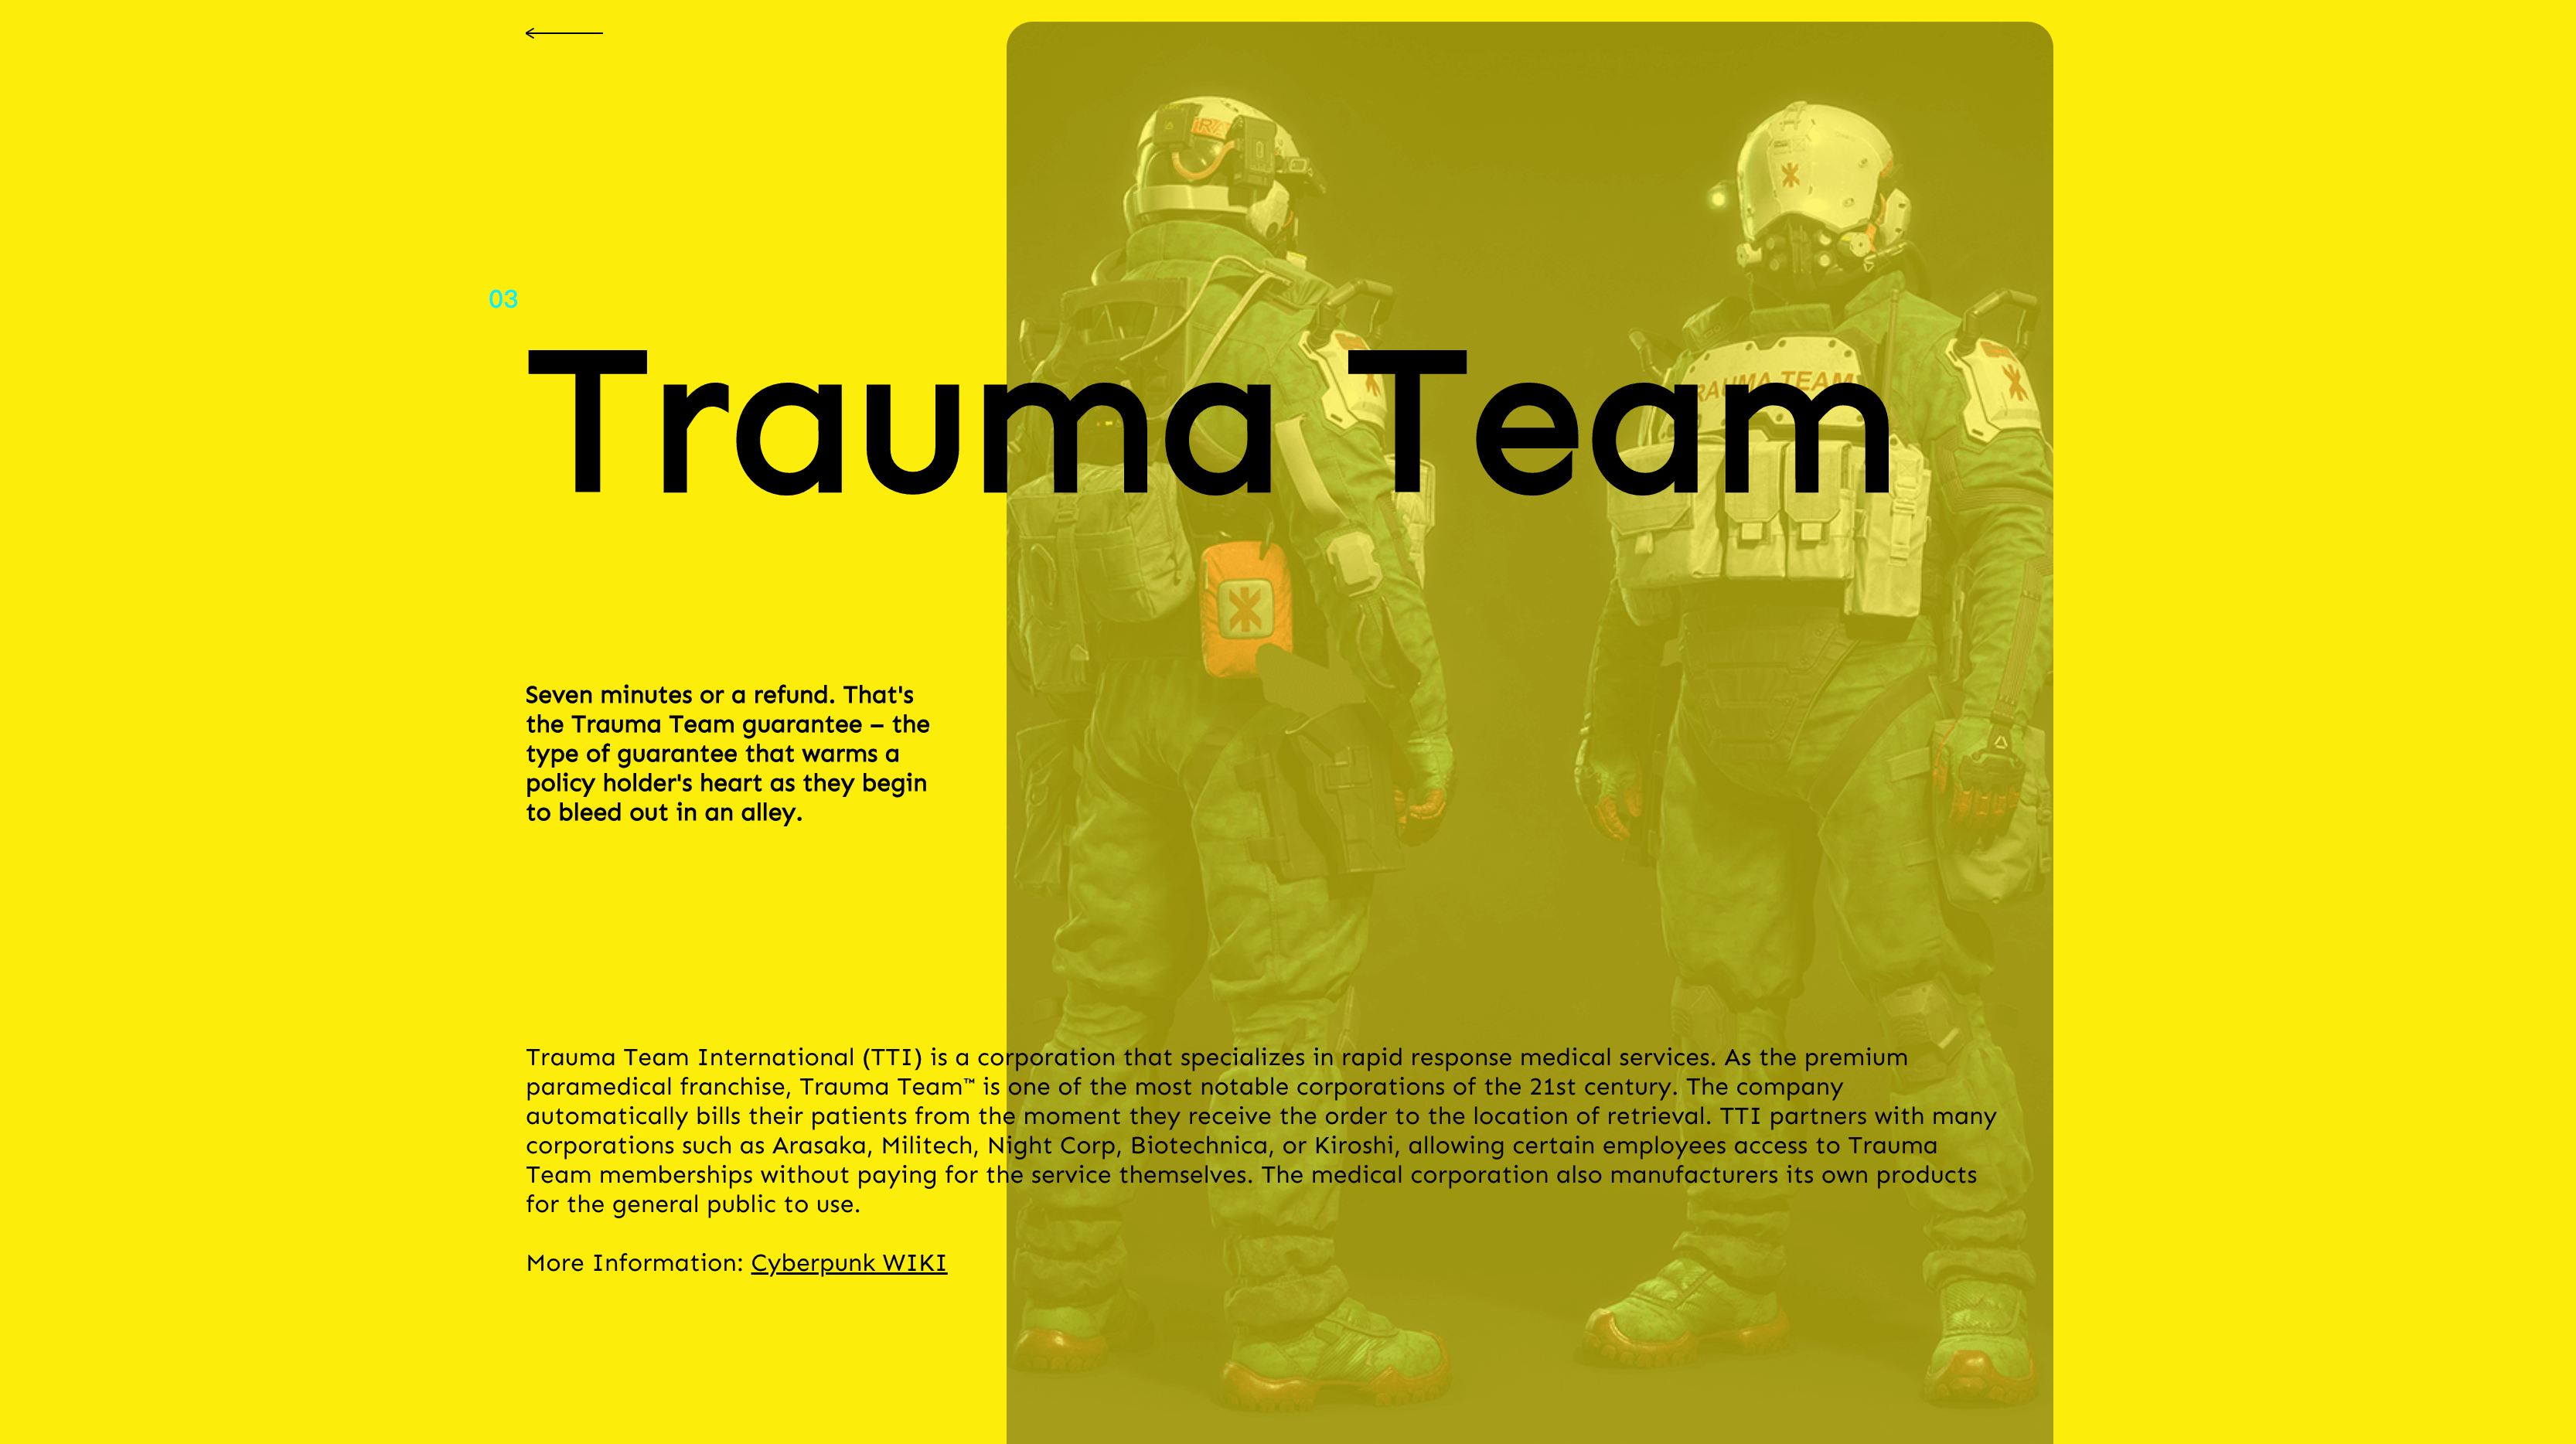 03
Trauma Team
TRAUMA TEAM
Seven minutes or a refund. That's
the Trauma Team guarantee – the
type of guarantee that warms a
policy holder's heart as they begin
to bleed out in an alley.
Trauma Team International (TTI) is a corporation that specializes in rapid response medical services. As the premium
paramedical franchise, Trauma Team™ is one of the most notable corporations of the 21st century. The company
automatically bills their patients from the moment they receive the order to the location of retrieval. TTI partners with many
corporations such as Arasaka, Militech, Night Corp, Biotechnica, or Kiroshi, allowing certain employees access to Trauma
Team memberships without paying for the service themselves. The medical corporation also manufacturers its own products
for the general public to use.
More Information: Cyberpunk WIKI